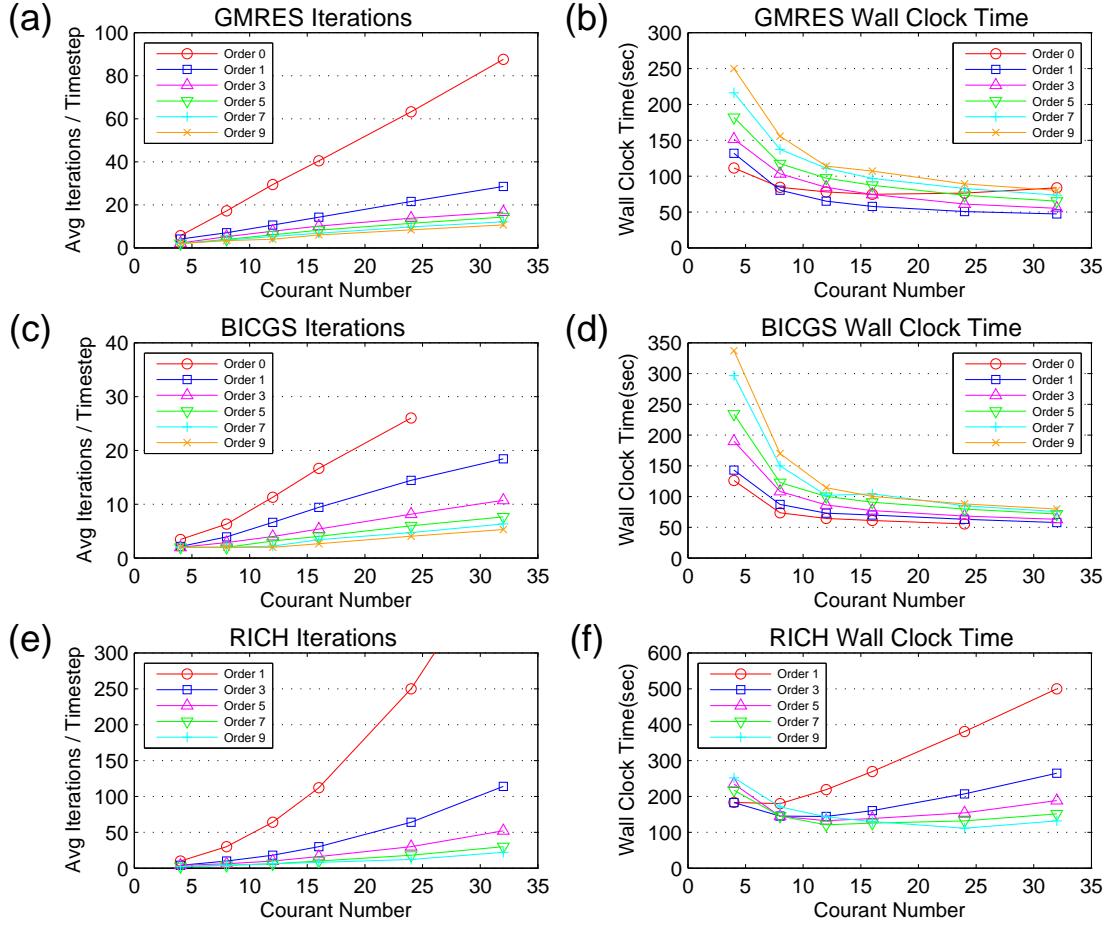 (a)
GMRES Iterations
Avg Iterations / Timestep
100
80
60
40
20
0
Order 0
Order 1
Order 3
Order 5
Order 7
Order 9
0 5 10 15 20 25 30 35
Courant Number
(b)
GMRES Wall Clock Time
Wall Clock Time(sec)
300
250
200
150
100
50
0
Order 0
Order 1
Order 3
Order 5
Order 7
Order 9
0 5 10 15 20 25 30 35
Courant Number
(c)
BICGS Iterations
Avg Iterations / Timestep
40
30
20
10
0
Order 0
Order 1
Order 3
Order 5
Order 7
Order 9
0 5 10 15 20 25 30 35
Courant Number
(d)
BICGS Wall Clock Time
Wall Clock Time(sec)
350
300
250
200
150
100
50
0
Order 0
Order 1
Order 3
Order 5
Order 7
Order 9
0 5 10 15 20 25 30 35
Courant Number
(e)
RICH Iterations
Avg Iterations / Timestep
300
250
200
150
100
50
0
Order 1
Order 3
Order 5
Order 7
Order 9
0 5 10 15 20 25 30 35
Courant Number
(f)
RICH Wall Clock Time
Wall Clock Time(sec)
600
500
400
300
200
100
0
Order 1
Order 3
Order 5
Order 7
Order 9
0 5 10 15 20 25 30 35
Courant Number